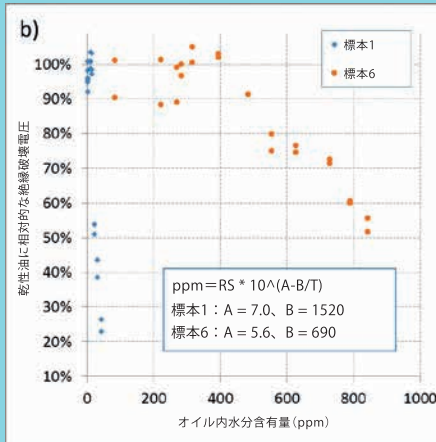 b)
標本1
標本6
乾性油に相対的な絶縁破壊電圧
100%
90%
80%
70%
60%
50%
40%
30%
20%
10%
ppm=RS * 10^(A-B/T)
標本1：A = 7.0、B = 1520
標本6：A = 5.6、B = 690
0 200 400 600 800 1000
オイル内水分含有量(ppm)